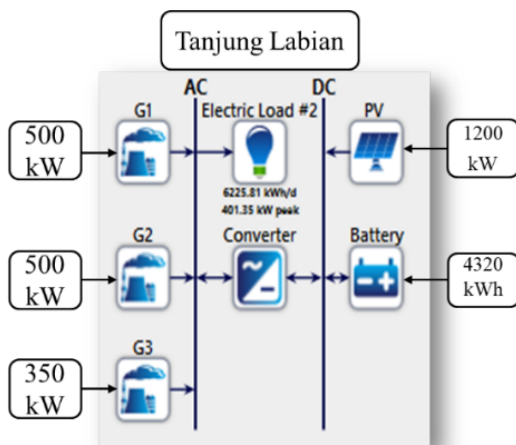 Tanjung Labian
AC
DC
G1
Electric Load #2
PV
500
kW
6225.81 kWh/d
401.35 kW peak
1200
kW
G2
Converter
Battery
500
kW
4320
kWh
G3
350
kW